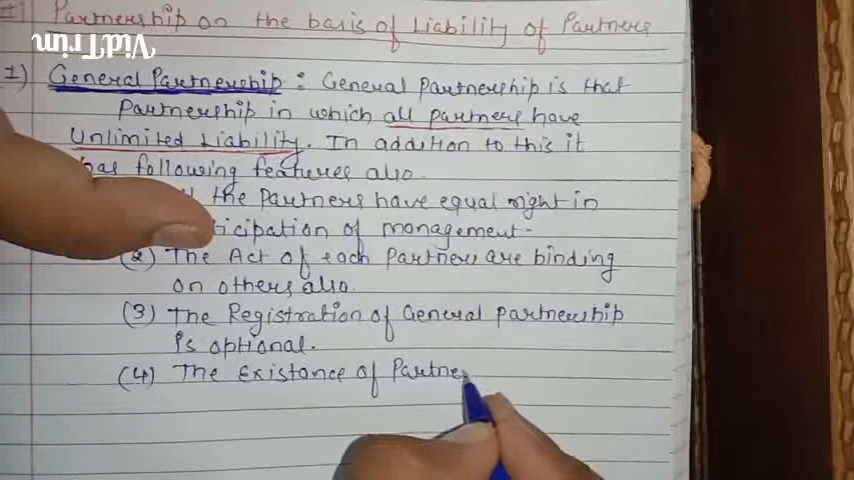 Partnership on the basis of Liability of Partners
VidTrim
1) General Partnership : General Partnership is that
Partnership in which all partners have
Unlimited Liability. In addition to this it
has following features also.
the Partners have equal right in
ticipation of management.
(2) The Act of each Partners are binding
on others also.
(3) The Registration of General partnership
Is optional.
(4) The Existance of Partne